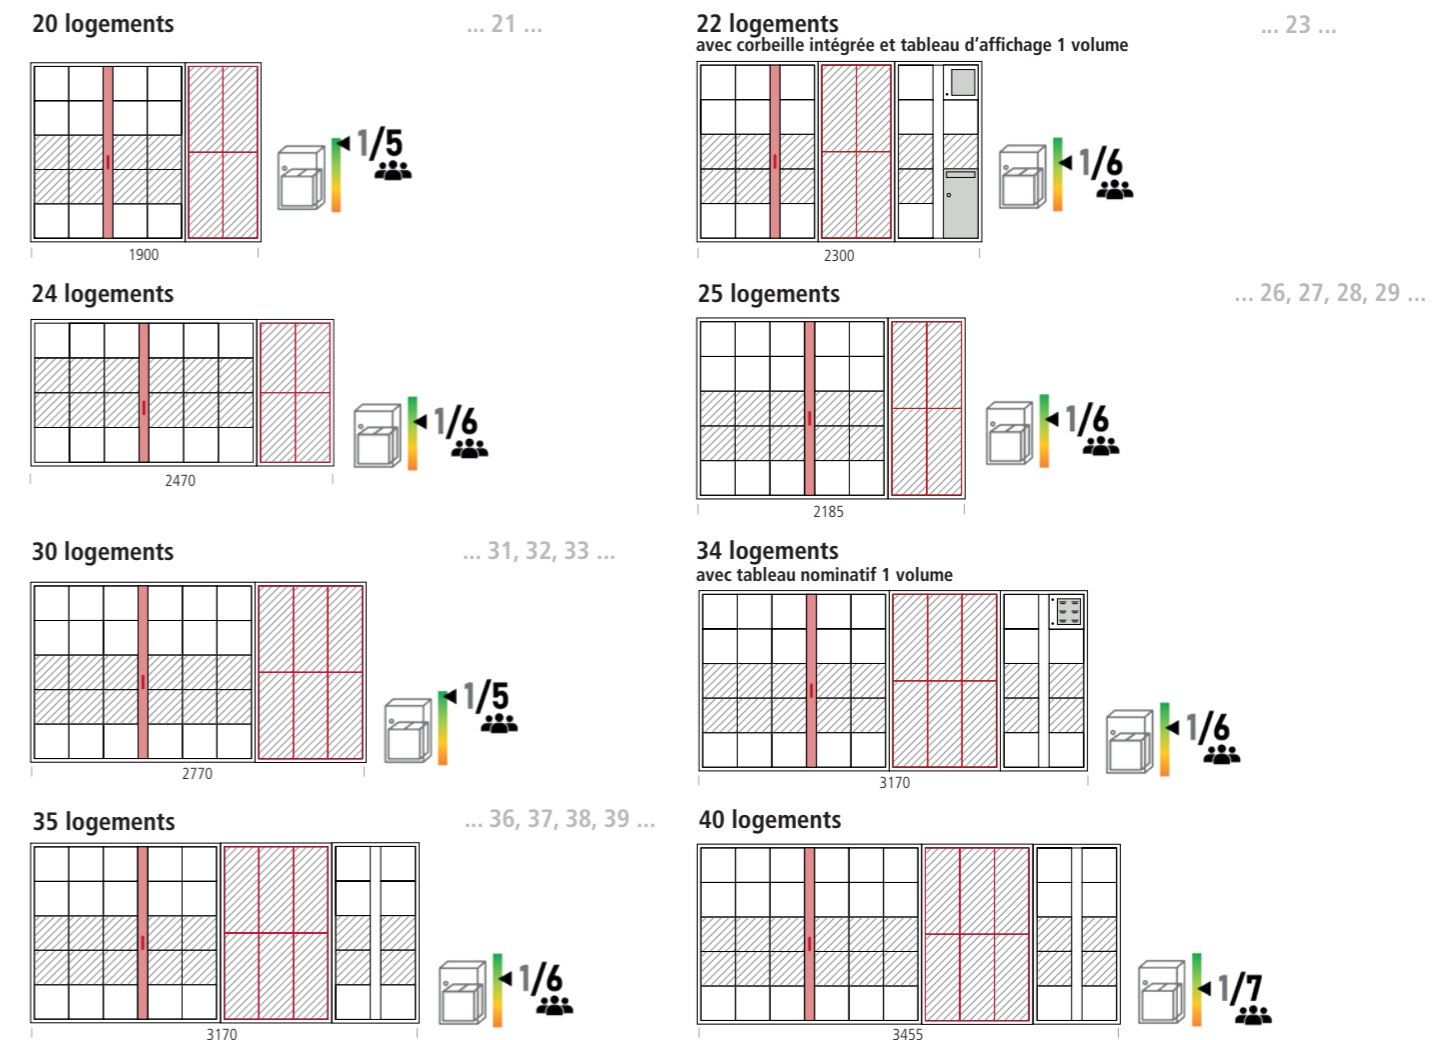 20 logements
... 21 ...
1/5
1900
22 logements
avec corbeille intégrée et tableau d’affichage 1 volume
... 23 ...
1/6
2300
24 logements
1/6
2470
25 logements
... 26, 27, 28, 29 ...
1/6
2185
30 logements
... 31, 32, 33 ...
1/5
2770
34 logements
avec tableau nominatif 1 volume
1/6
3170
35 logements
... 36, 37, 38, 39 ...
1/6
3170
40 logements
1/7
3455